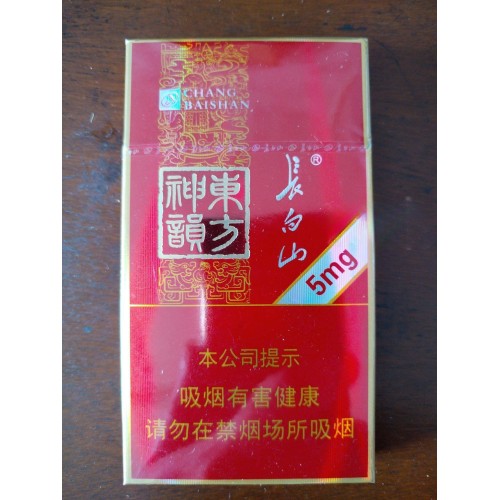 CHANG
BAISHAN
東方
神韻
長白山®
5mg
本公司提示
吸烟有害健康
请勿在禁烟场所吸烟